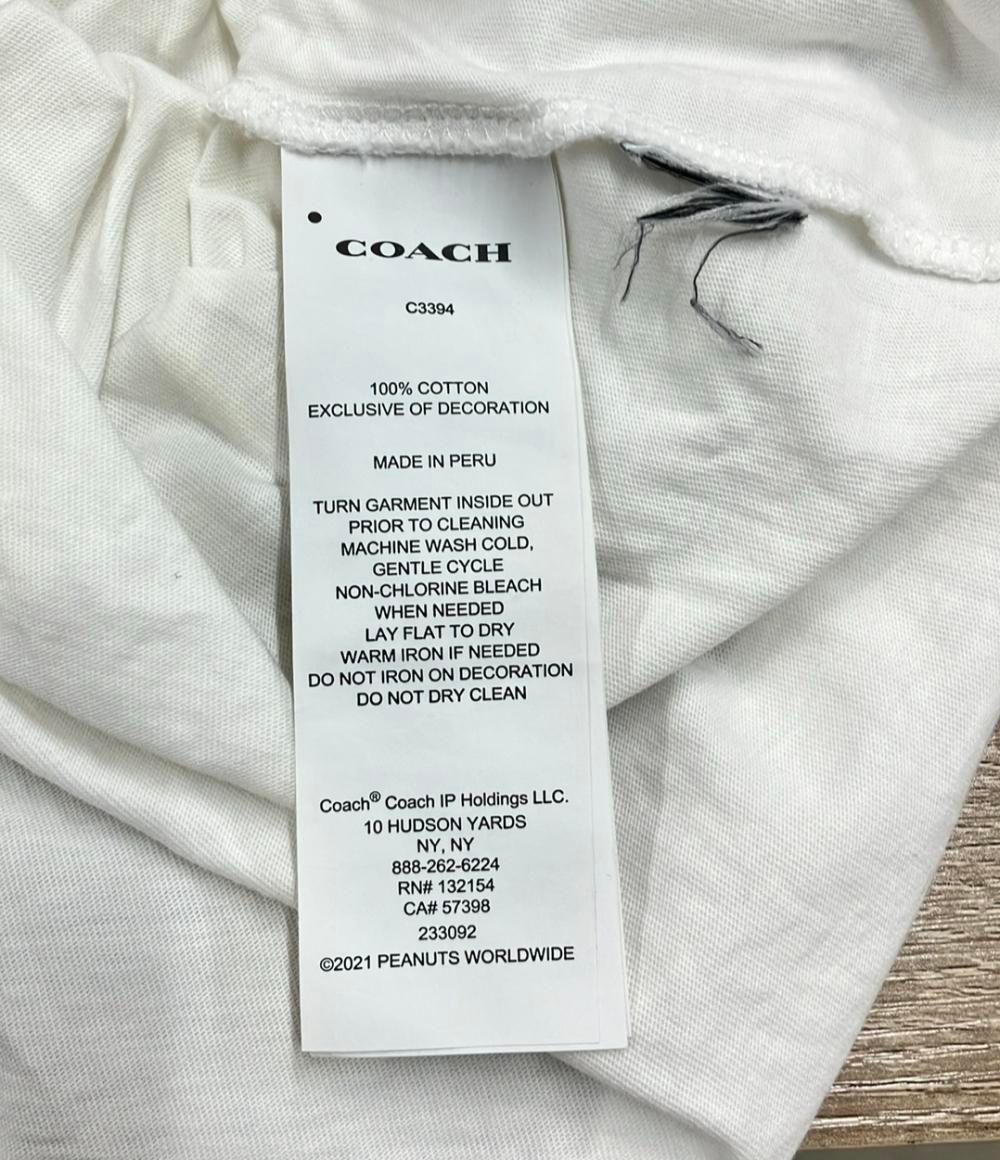 COACH
C3394
100% COTTON
EXCLUSIVE OF DECORATION
MADE IN PERU
TURN GARMENT INSIDE OUT
PRIOR TO CLEANING
MACHINE WASH COLD,
GENTLE CYCLE
NON-CHLORINE BLEACH
WHEN NEEDED
LAY FLAT TO DRY
WARM IRON IF NEEDED
DO NOT IRON ON DECORATION
DO NOT DRY CLEAN
Coach® Coach IP Holdings LLC.
10 HUDSON YARDS
NY, NY
888-262-6224
RN# 132154
CA# 57398
233092
©2021 PEANUTS WORLDWIDE